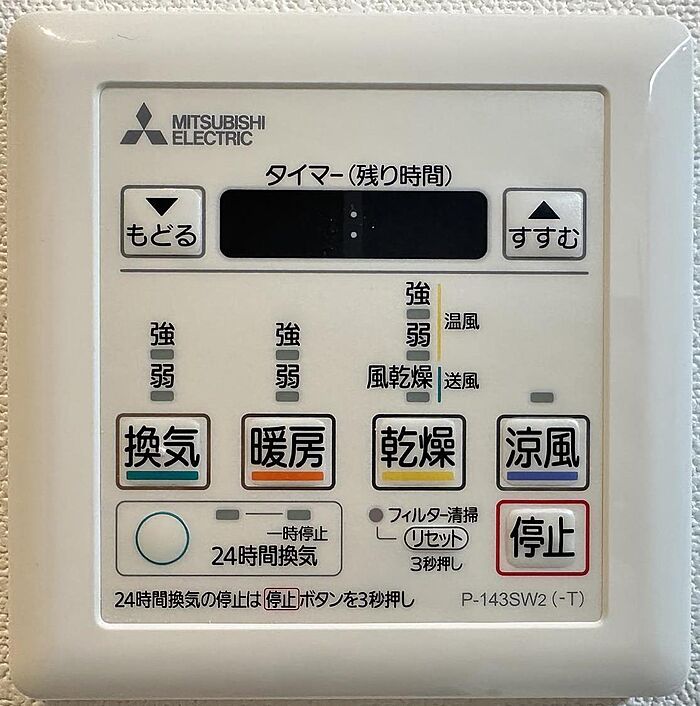 MITSUBISHI
ELECTRIC
タイマー(残り時間)
▼
もどる
▲
すすむ
強
弱
強
弱
強
弱
温風
風乾燥
送風
換気
暖房
乾燥
涼風
一時停止
24時間換気
フィルター清掃
リセット
3秒押し
停止
24時間換気の停止は 停止 ボタンを3秒押し
P-143SW2 (-T)